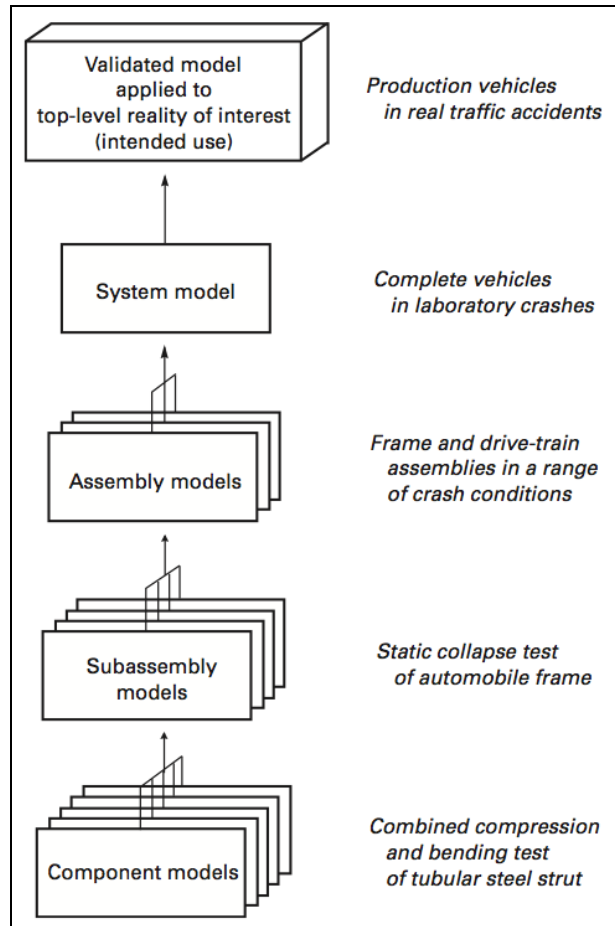 Validated model
applied to
top-level reality of interest
(intended use)
Production vehicles
in real traffic accidents
System model
Complete vehicles
in laboratory crashes
Assembly models
Frame and drive-train
assemblies in a range
of crash conditions
Subassembly
models
Static collapse test
of automobile frame
Component models
Combined compression
and bending test
of tubular steel strut